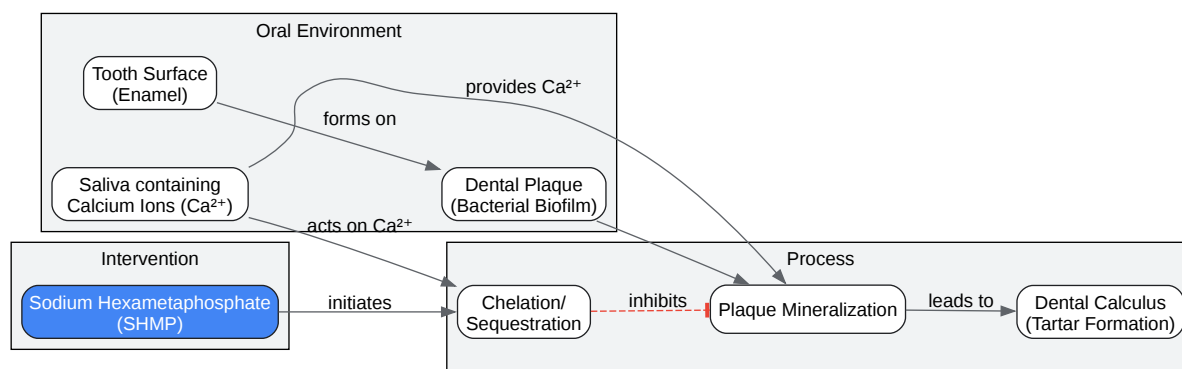 Oral Environment
Tooth Surface
(Enamel)
provides Ca²⁺
forms on
Saliva containing
Calcium Ions (Ca²⁺)
Dental Plaque
(Bacterial Biofilm)
acts on Ca²⁺
Intervention
Process
Sodium Hexametaphosphate
(SHMP)
initiates
Chelation/
Sequestration
inhibits
Plaque Mineralization
leads to
Dental Calculus
(Tartar Formation)